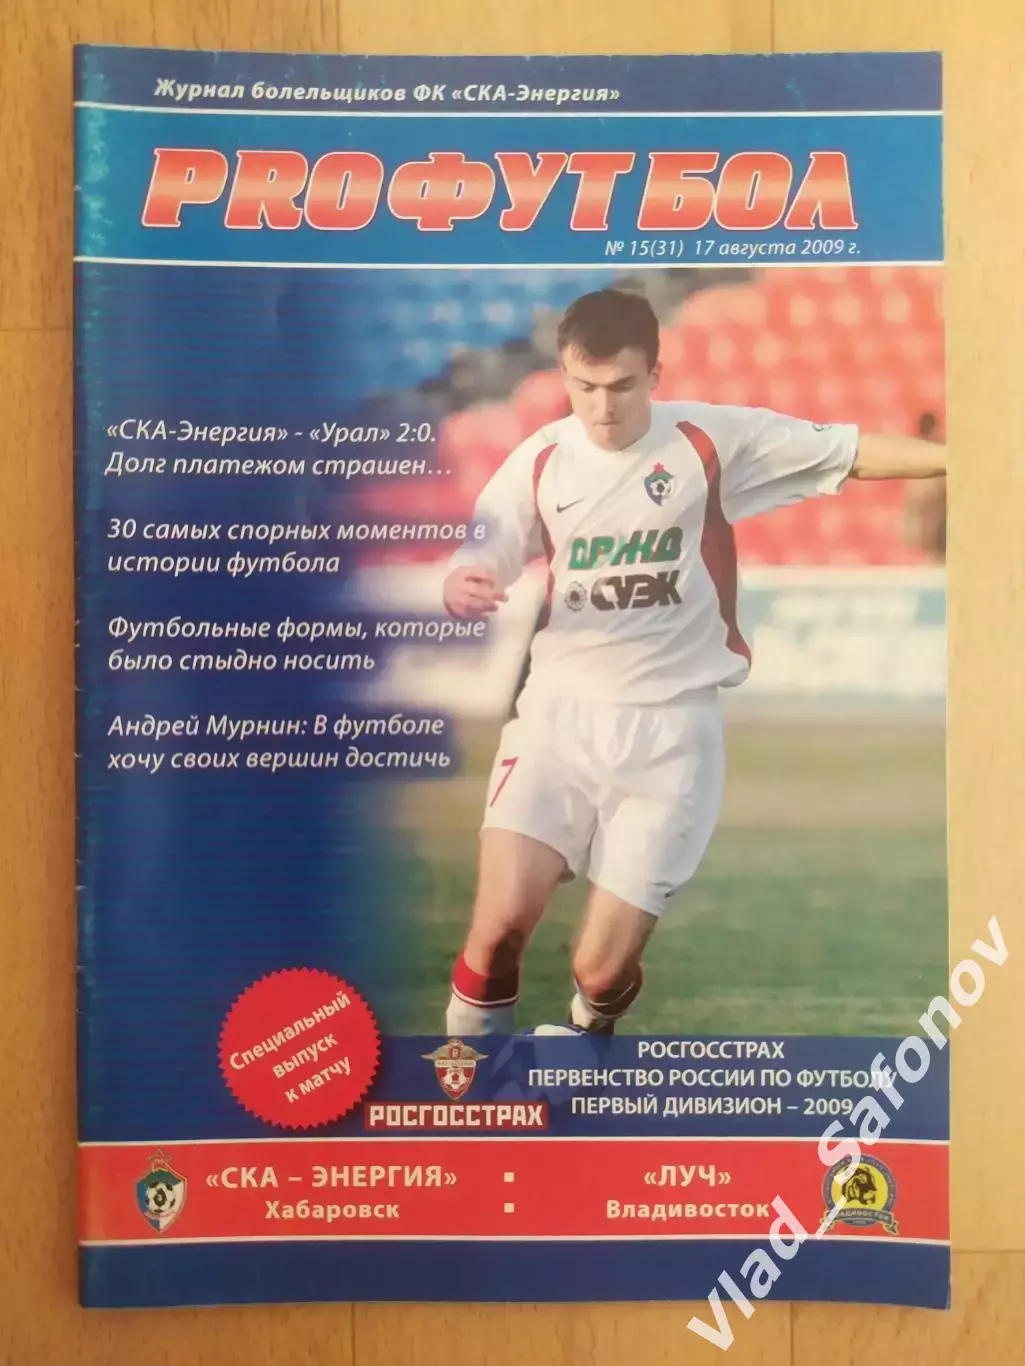 Журнал болельщиков ФК «СКА-Энергия»
PROФУТБОЛ
№ 15(31) 17 августа 2009 г.
«СКА-Энергия» - «Урал» 2:0.
Долг платежом страшен...
30 самых спорных моментов в
истории футбола
Футбольные формы, которые
было стыдно носить
Андрей Мурнин: В футболе
хочу своих вершин достичь
ДРЖД
СУЭК
7
Специальный
выпуск
к матчу
РОСГОССТРАХ
РОСГОССТРАХ
ПЕРВЕНСТВО РОССИИ ПО ФУТБОЛУ
ПЕРВЫЙ ДИВИЗИОН – 2009
«СКА – ЭНЕРГИЯ» ▪ «ЛУЧ»
Хабаровск ▪ Владивосток
ВЛАДИВОСТОК
Vlad_Safonov